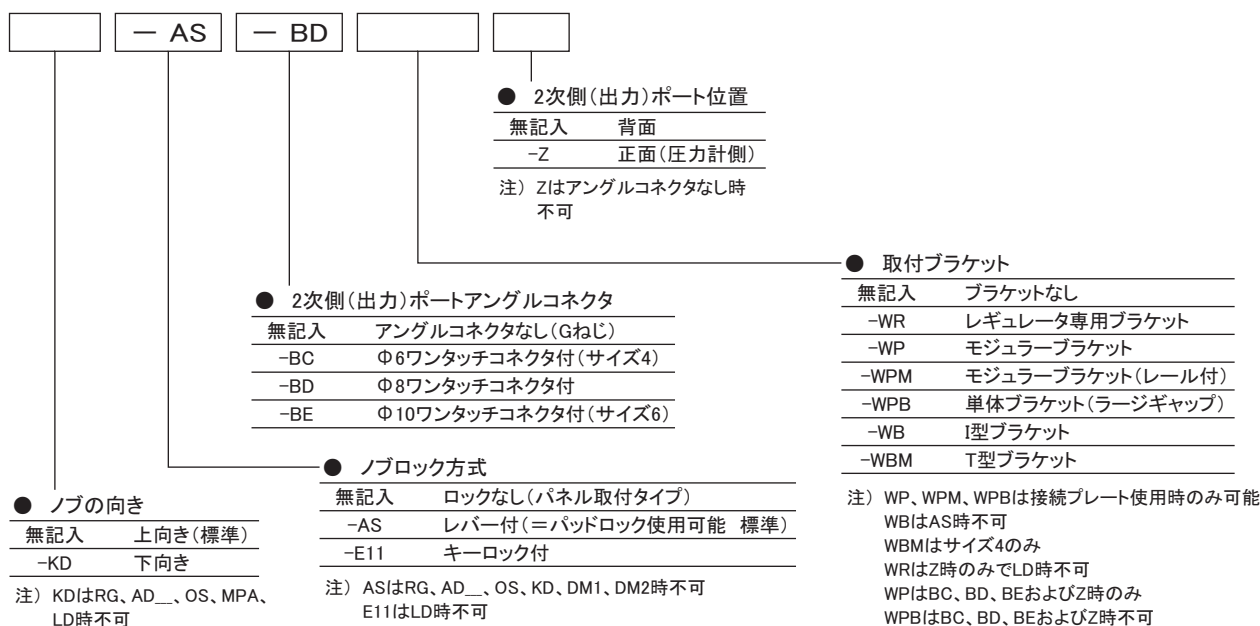 − AS − BD
● 2次側(出力)ポート位置
無記入 背面
-Z 正面(圧力計側)
注) Zはアングルコネクタなし時
不可
● 取付ブラケット
無記入 ブラケットなし
-WR レギュレータ専用ブラケット
-WP モジュラーブラケット
-WPM モジュラーブラケット(レール付)
-WPB 単体ブラケット(ラージギャップ)
-WB I型ブラケット
-WBM T型ブラケット
注) WP、WPM、WPBは接続プレート使用時のみ可能
WBはAS時不可
WBMはサイズ4のみ
WRはZ時のみでLD時不可
WPはBC、BD、BEおよびZ時のみ
WPBはBC、BD、BEおよびZ時不可
● 2次側(出力)ポートアングルコネクタ
無記入 アングルコネクタなし(Gねじ)
-BC Φ6ワンタッチコネクタ付(サイズ4)
-BD Φ8ワンタッチコネクタ付
-BE Φ10ワンタッチコネクタ付(サイズ6)
● ノブロック方式
無記入 ロックなし(パネル取付タイプ)
-AS レバー付(=パッドロック使用可能 標準)
-E11 キーロック付
注) ASはRG、AD__、OS、KD、DM1、DM2時不可
E11はLD時不可
● ノブの向き
無記入 上向き(標準)
-KD 下向き
注) KDはRG、AD__、OS、MPA、
LD時不可